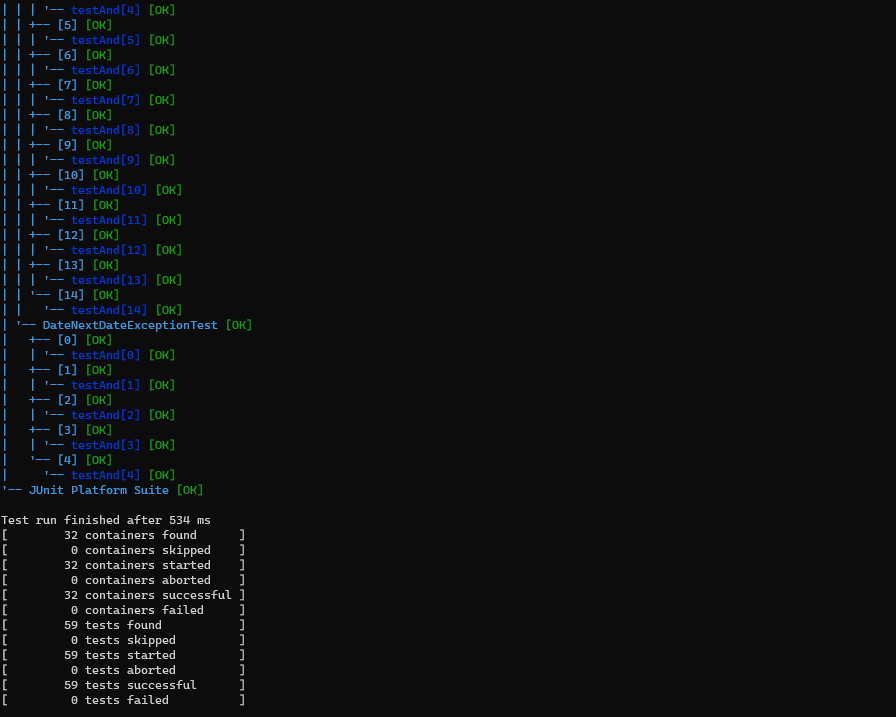 | | | '-- testAnd[4] [OK]
| | +-- [5] [OK]
| | | '-- testAnd[5] [OK]
| | +-- [6] [OK]
| | | '-- testAnd[6] [OK]
| | +-- [7] [OK]
| | | '-- testAnd[7] [OK]
| | +-- [8] [OK]
| | | '-- testAnd[8] [OK]
| | +-- [9] [OK]
| | | '-- testAnd[9] [OK]
| | +-- [10] [OK]
| | | '-- testAnd[10] [OK]
| | +-- [11] [OK]
| | | '-- testAnd[11] [OK]
| | +-- [12] [OK]
| | | '-- testAnd[12] [OK]
| | +-- [13] [OK]
| | | '-- testAnd[13] [OK]
| | '-- [14] [OK]
| |   '-- testAnd[14] [OK]
| '-- DateNextDateExceptionTest [OK]
|   +-- [0] [OK]
|   | '-- testAnd[0] [OK]
|   +-- [1] [OK]
|   | '-- testAnd[1] [OK]
|   +-- [2] [OK]
|   | '-- testAnd[2] [OK]
|   +-- [3] [OK]
|   | '-- testAnd[3] [OK]
|   '-- [4] [OK]
|     '-- testAnd[4] [OK]
'-- JUnit Platform Suite [OK]

Test run finished after 534 ms
[        32 containers found      ]
[         0 containers skipped    ]
[        32 containers started    ]
[         0 containers aborted    ]
[        32 containers successful ]
[         0 containers failed     ]
[        59 tests found           ]
[         0 tests skipped         ]
[        59 tests started         ]
[         0 tests aborted         ]
[        59 tests successful      ]
[         0 tests failed          ]